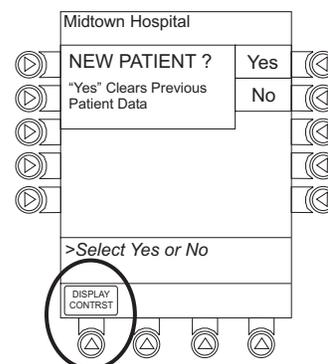 Midtown Hospital
NEW PATIENT ? Yes
"Yes" Clears Previous No
Patient Data
>Select Yes or No
DISPLAY
CONTRST